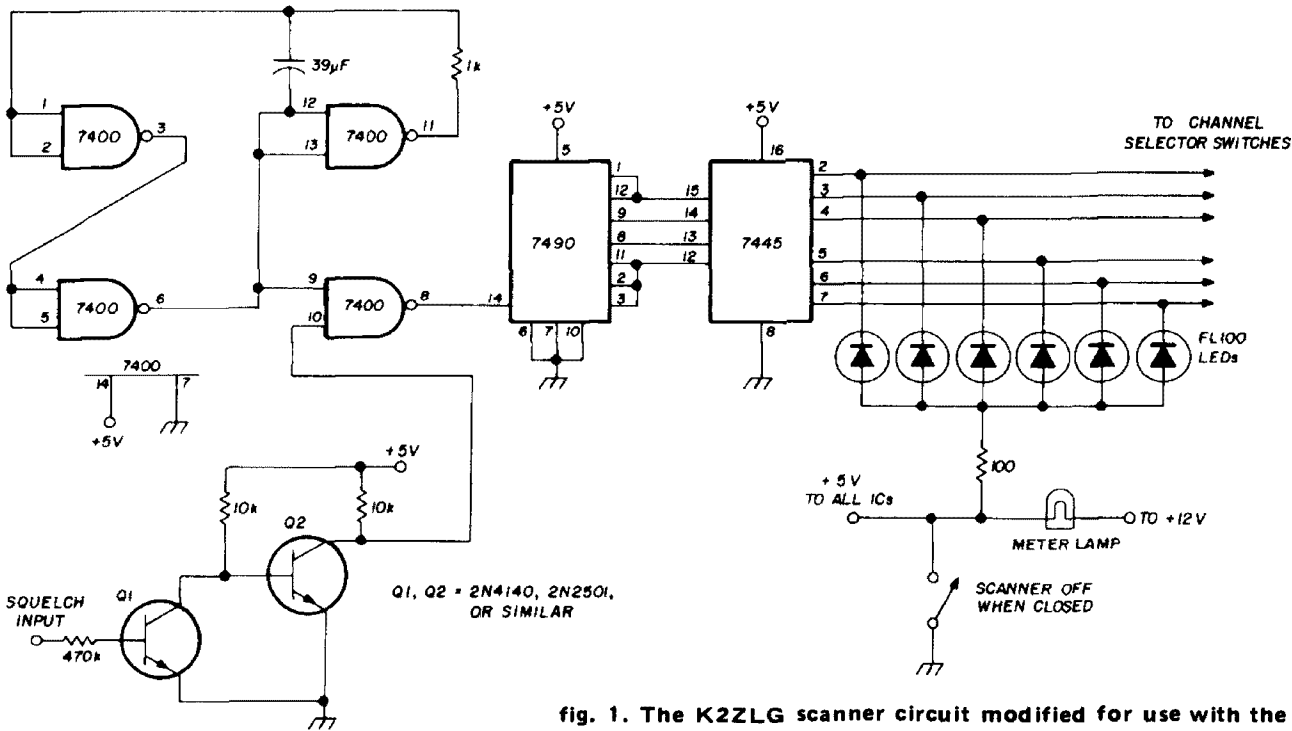 39µF
1k
1
2
7400
3
12
13
7400
11
4
5
7400
6
9
10
7400
8
7400
14
7
+5V
+5V
5
7490
14
1
12
9
8
11
2
3
6
7
10
+5V
16
7445
15
14
13
12
2
3
4
5
6
7
8
TO CHANNEL
SELECTOR SWITCHES
FL100
LEDs
100
+5V
TO ALL ICs
METER LAMP
TO +12V
SCANNER OFF
WHEN CLOSED
+5V
10k
10k
Q1
Q2
SQUELCH
INPUT
470k
Q1, Q2 = 2N4140, 2N2501,
OR SIMILAR
fig. 1. The K2ZLG scanner circuit modified for use with the